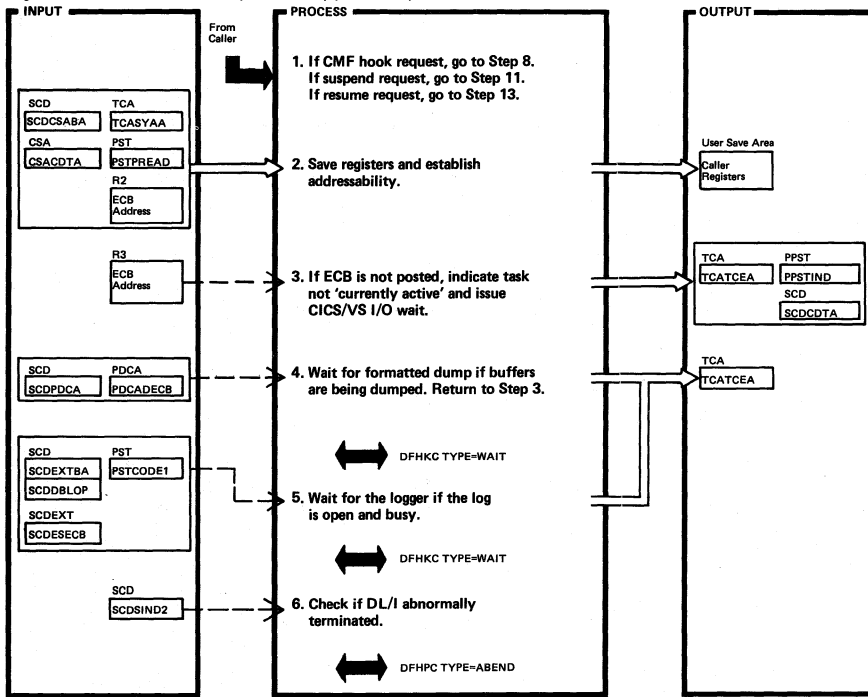 INPUT
PROCESS
OUTPUT
From
Caller
1. If CMF hook request, go to Step 8.
If suspend request, go to Step 11.
If resume request, go to Step 13.
SCD TCA
SCDCSABA TCASYAA
CSA PST
CSACDTA PSTPREAD
R2
ECB
Address
2. Save registers and establish
addressability.
User Save Area
Caller
Registers
R3
ECB
Address
3. If ECB is not posted, indicate task
not 'currently active' and issue
CICS/VS I/O wait.
TCA PPST
TCATCEA PPSTIND
SCD
SCDCDTA
SCD PDCA
SCDPDCA PDCADECB
4. Wait for formatted dump if buffers
are being dumped. Return to Step 3.
TCA
TCATCEA
DFHKC TYPE=WAIT
SCD PST
SCDEXTBA PSTCODE1
SCDDBLOP
SCDEXT
SCDESECB
5. Wait for the logger if the log
is open and busy.
DFHKC TYPE=WAIT
SCD
SCDSIND2
6. Check if DL/I abnormally
terminated.
DFHPC TYPE=ABEND